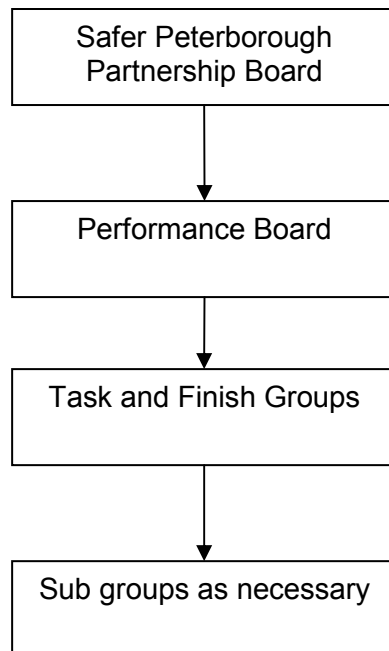 Safer Peterborough
Partnership Board
Performance Board
Task and Finish Groups
Sub groups as necessary